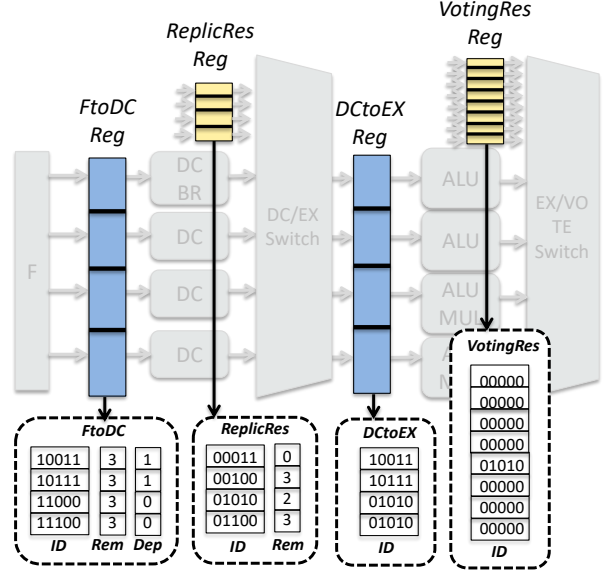 ReplicRes
Reg
VotingRes
Reg
FtoDC
Reg
DCtoEX
Reg
F
DC
BR
DC
DC
DC
DC/EX
Switch
ALU
ALU
ALU
MUL
EX/VO
TE
Switch
FtoDC
10011 3 1
10111 3 1
11000 3 0
11100 3 0
ID Rem Dep
ReplicRes
00011 0
00100 3
01010 2
01100 3
ID Rem
DCtoEX
10011
10111
01010
01010
ID
VotingRes
00000
00000
00000
00000
01010
00000
00000
00000
ID